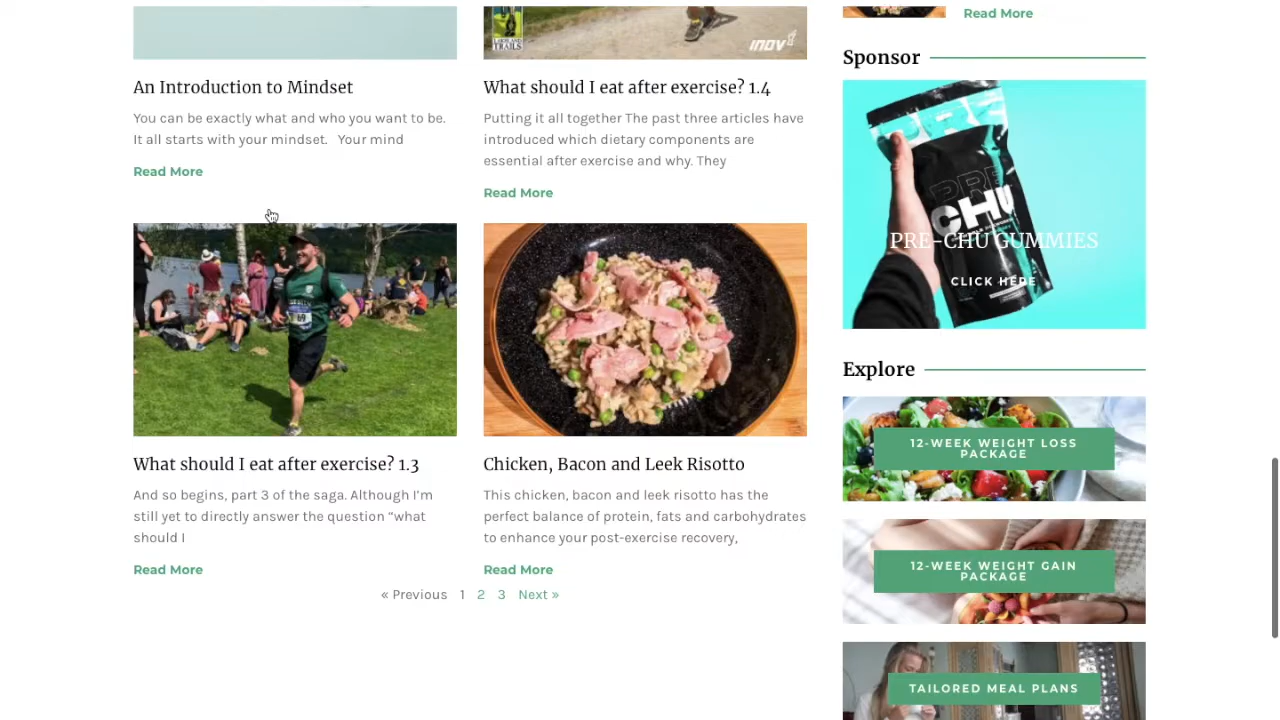 Read More
Sponsor
An Introduction to Mindset
You can be exactly what and who you want to be.
It all starts with your mindset. Your mind
Read More
TRAILS
INOV8
What should I eat after exercise? 1.4
Putting it all together The past three articles have
introduced which dietary components are
essential after exercise and why. They
Read More
69
What should I eat after exercise? 1.3
And so begins, part 3 of the saga. Although I'm
still yet to directly answer the question “what
should I
Read More
Chicken, Bacon and Leek Risotto
This chicken, bacon and leek risotto has the
perfect balance of protein, fats and carbohydrates
to enhance your post-exercise recovery,
Read More
« Previous 1 2 3 Next »
PRE
CHU
PRE-CHU GUMMIES
CLICK HERE
Explore
12-WEEK WEIGHT LOSS
PACKAGE
12-WEEK WEIGHT GAIN
PACKAGE
TAILORED MEAL PLANS